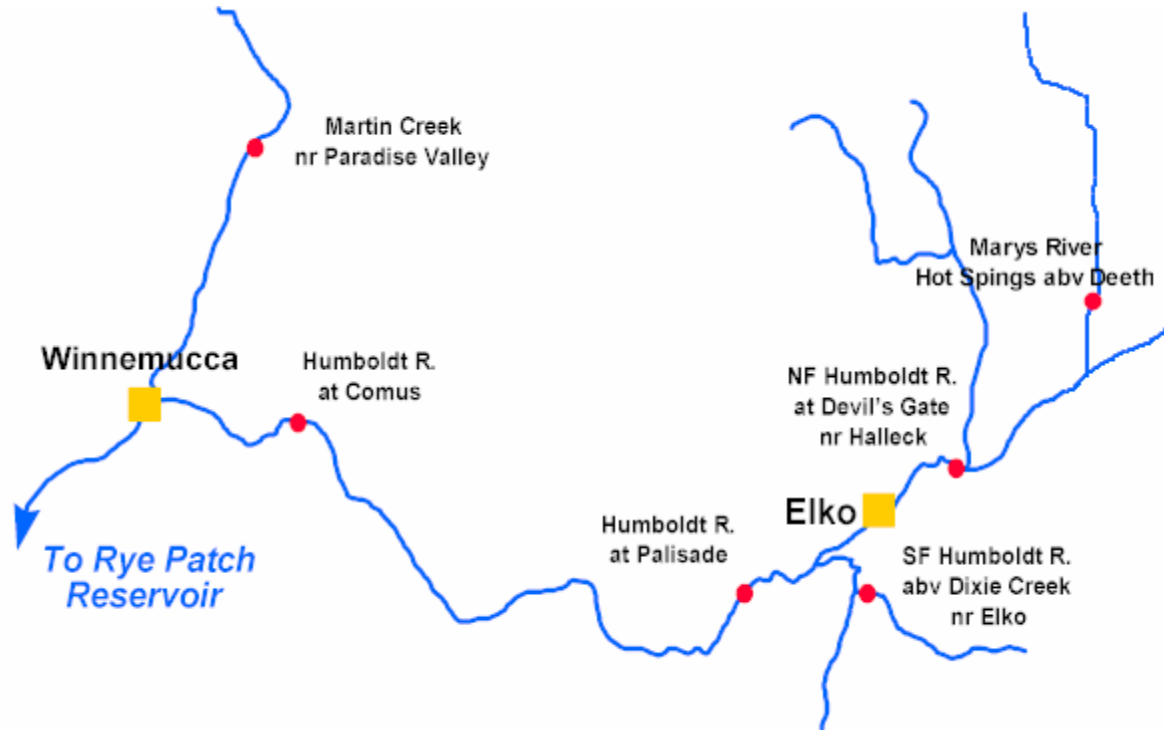 Martin Creek
nr Paradise Valley
Marys River
Hot Spings abv Deeth
Winnemucca
Humboldt R.
at Comus
NF Humboldt R.
at Devil's Gate
nr Halleck
Elko
Humboldt R.
at Palisade
SF Humboldt R.
abv Dixie Creek
nr Elko
To Rye Patch
Reservoir